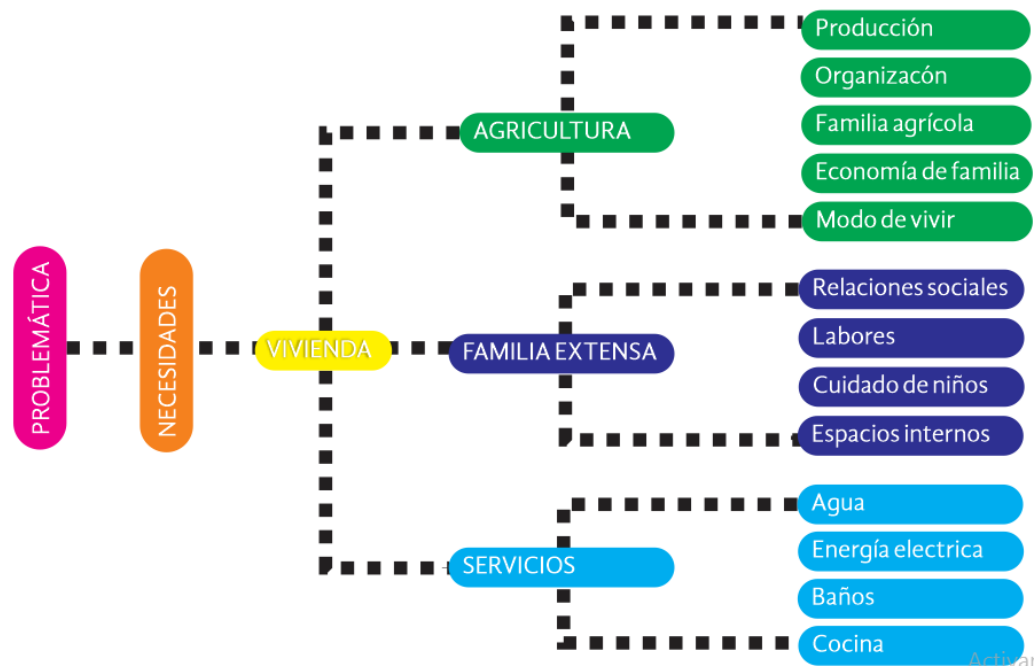 PROBLEMÁTICA
NECESIDADES
VIVIENDA
AGRICULTURA
Producción
Organizacón
Familia agrícola
Economía de familia
Modo de vivir
FAMILIA EXTENSA
Relaciones sociales
Labores
Cuidado de niños
Espacios internos
SERVICIOS
Agua
Energía electrica
Baños
Cocina
Activar